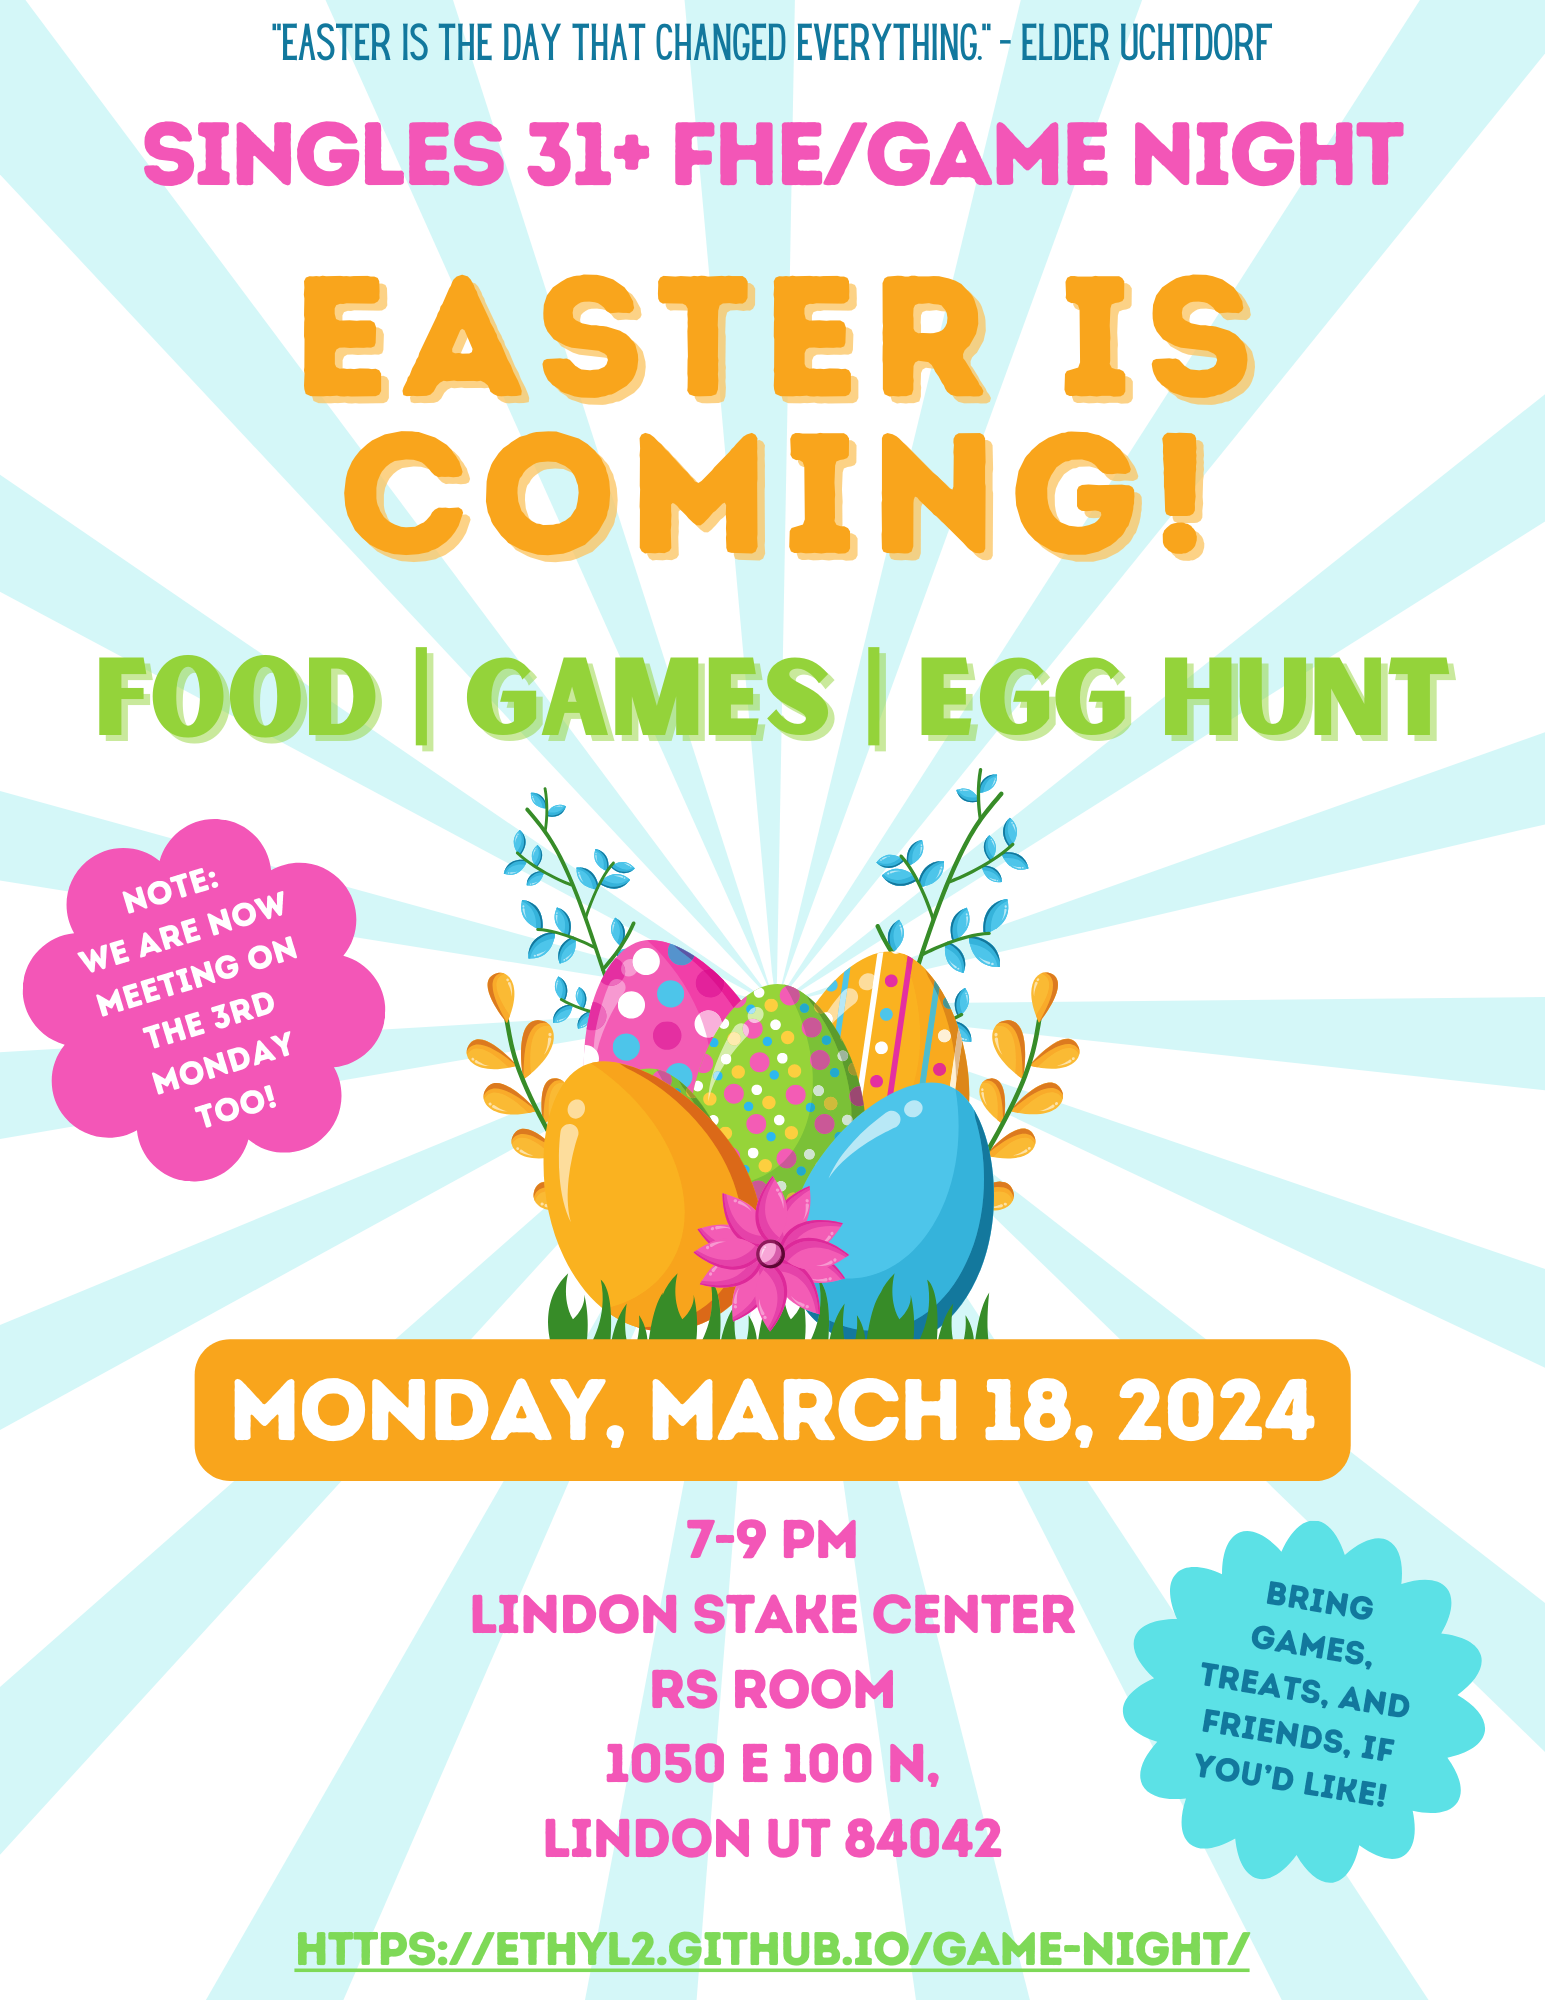 "EASTER IS THE DAY THAT CHANGED EVERYTHING." - ELDER UCHTDORF
SINGLES 31+ FHE/GAME NIGHT
EASTER IS
COMING!
FOOD | GAMES | EGG HUNT
NOTE:
WE ARE NOW
MEETING ON
THE 3RD
MONDAY
TOO!
MONDAY, MARCH 18, 2024
7-9 PM
LINDON STAKE CENTER
RS ROOM
1050 E 100 N,
LINDON UT 84042
BRING
GAMES,
TREATS, AND
FRIENDS, IF
YOU'D LIKE!
HTTPS://ETHYL2.GITHUB.IO/GAME-NIGHT/